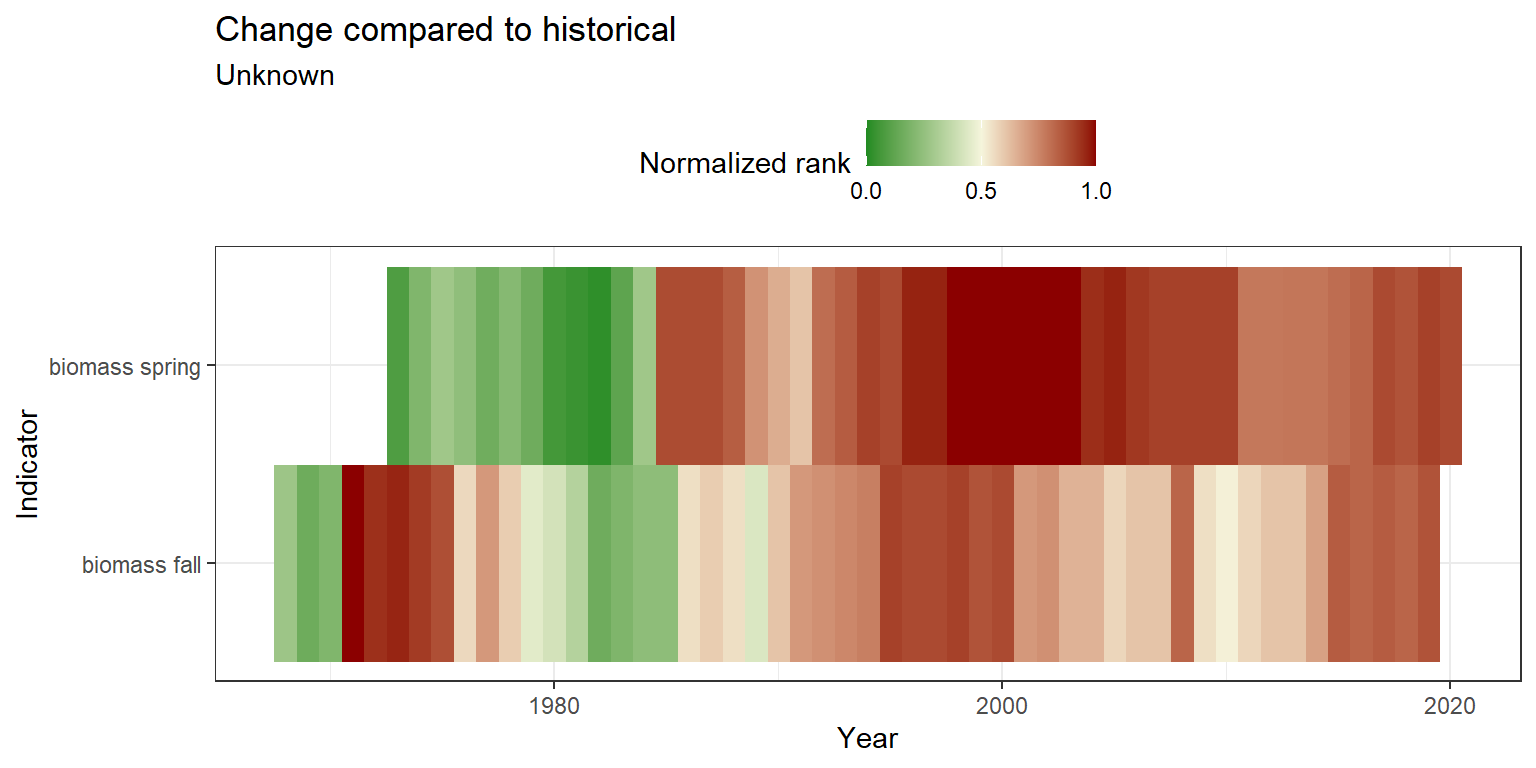 Change compared to historical
Unknown
Normalized rank
0.0 0.5 1.0
Indicator
biomass spring
biomass fall
1980 2000 2020
Year